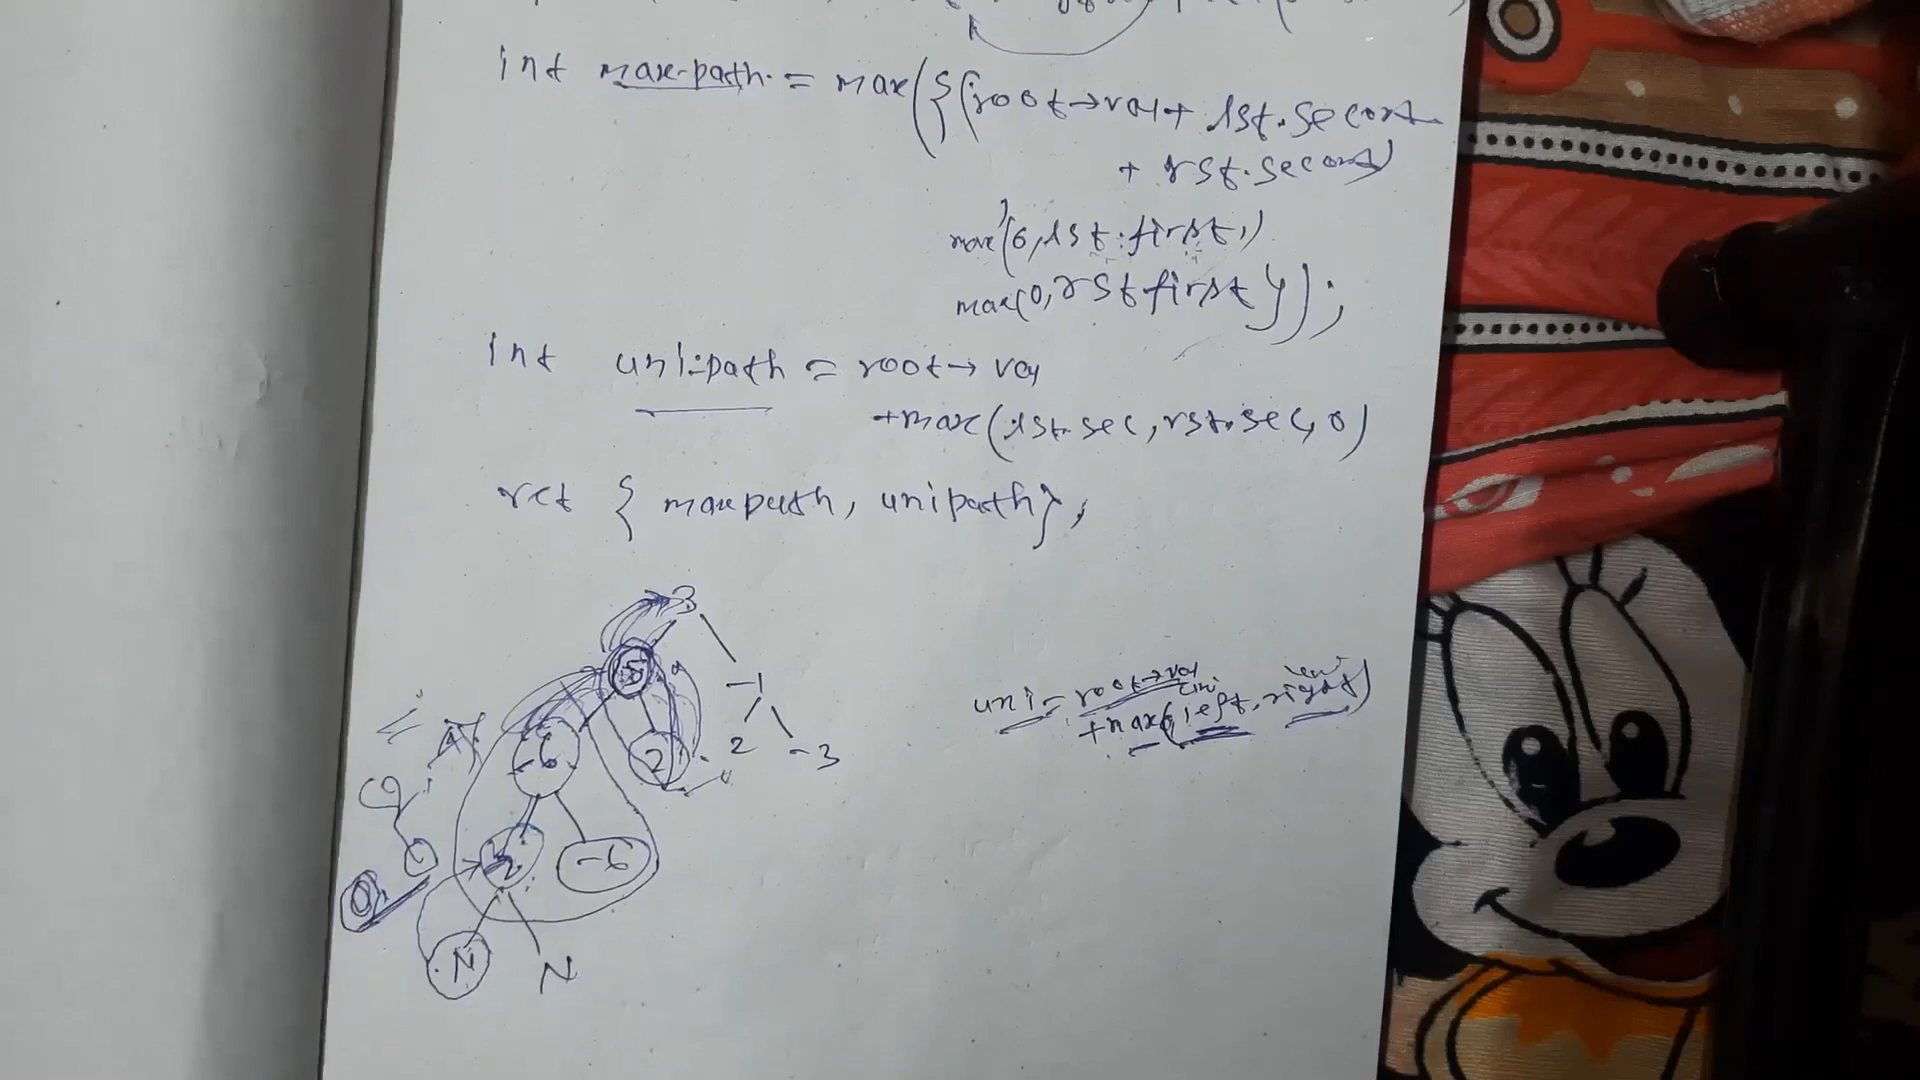 int max-path = max({(root→val + lst.second
+ rst.second)
,
max(0, lst.first,)
max(0, rst first })  ;
int uni-path = root→val
+max(lst.sec, rst.sec, 0)
ret { maxpath, unipath};
3
5 -1
-6 2 2 -3
-6
N N
uni = root→val
+max(left, right)